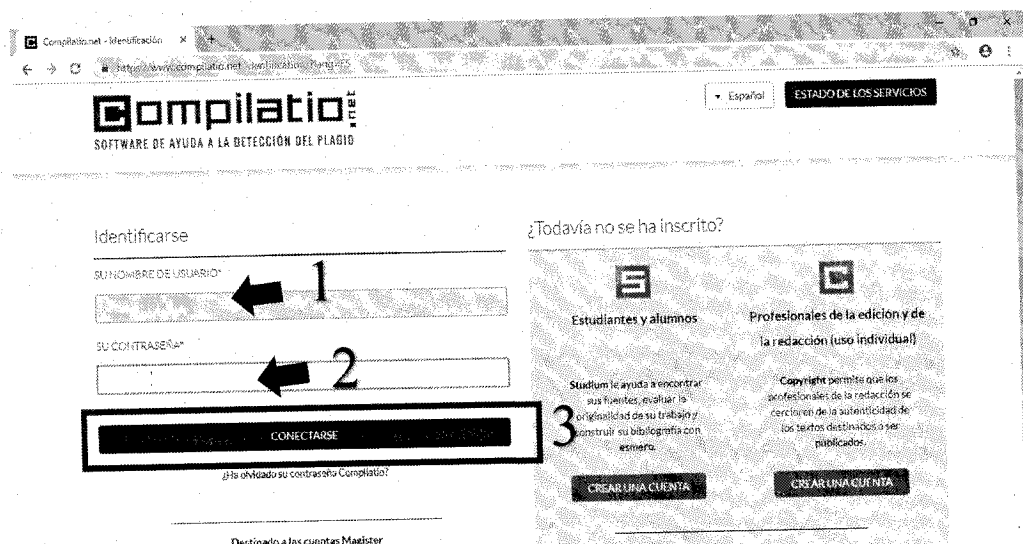 Compilatio.net - Identificación
Español
ESTADO DE LOS SERVICIOS
Compilatio.net
SOFTWARE DE AYUDA A LA DETECCIÓN DEL PLAGIO
Identificarse
SU NOMBRE DE USUARIO*
1
SU CONTRASEÑA*
2
CONECTARSE
3
¿Ha olvidado su contraseña Compilatio?
Destinado a las cuentas Magister
¿Todavía no se ha inscrito?
Estudiantes y alumnos
Studium le ayuda a encontrar
sus fuentes, evaluar la
originalidad de su trabajo y
construir su bibliografía con
esmero.
CREAR UNA CUENTA
Profesionales de la edición y de
la redacción (uso individual)
Copyright permite que los
profesionales de la redacción se
cercioren de la autenticidad de
los textos destinados a ser
publicados.
CREAR UNA CUENTA